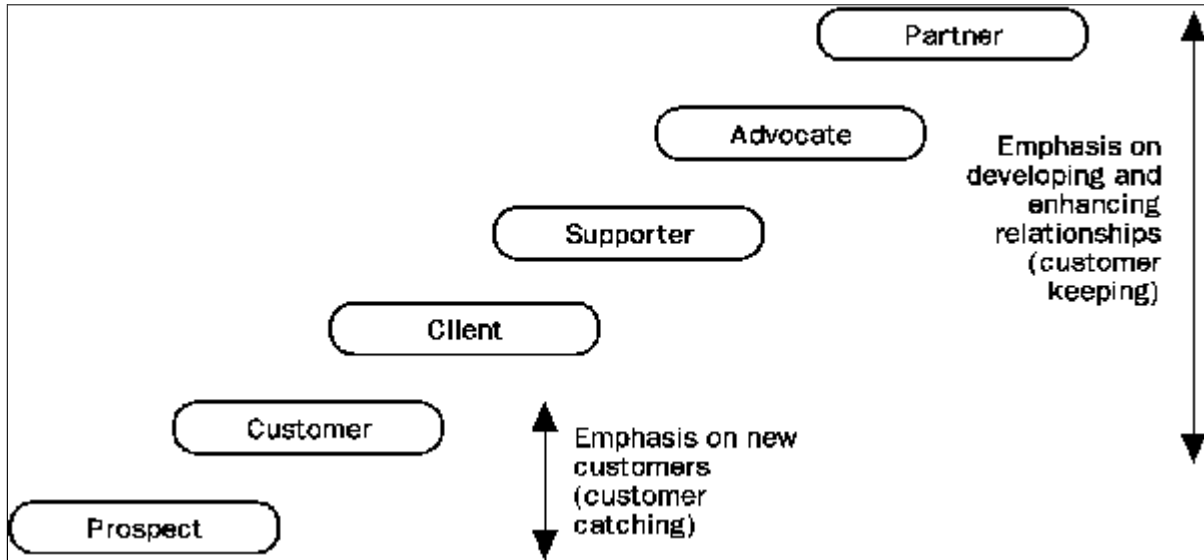 Partner
Advocate
Emphasis on
developing and
enhancing
relationships
(customer
keeping)
Supporter
Client
Customer
Emphasis on new
customers
(customer
catching)
Prospect